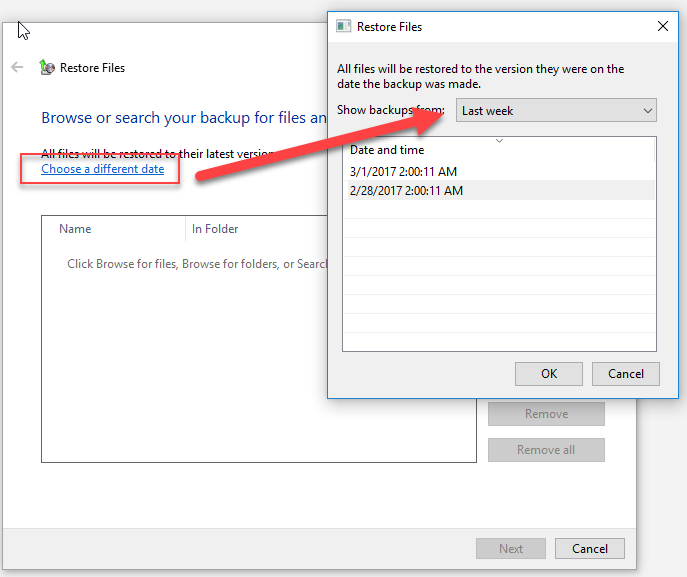 Restore Files
Browse or search your backup for files an
All files will be restored to their latest version
Choose a different date
Name In Folder
Click Browse for files, Browse for folders, or Search
Remove
Remove all
Next Cancel
Restore Files
All files will be restored to the version they were on the
date the backup was made.
Show backups from: Last week
Date and time
3/1/2017 2:00:11 AM
2/28/2017 2:00:11 AM
OK Cancel